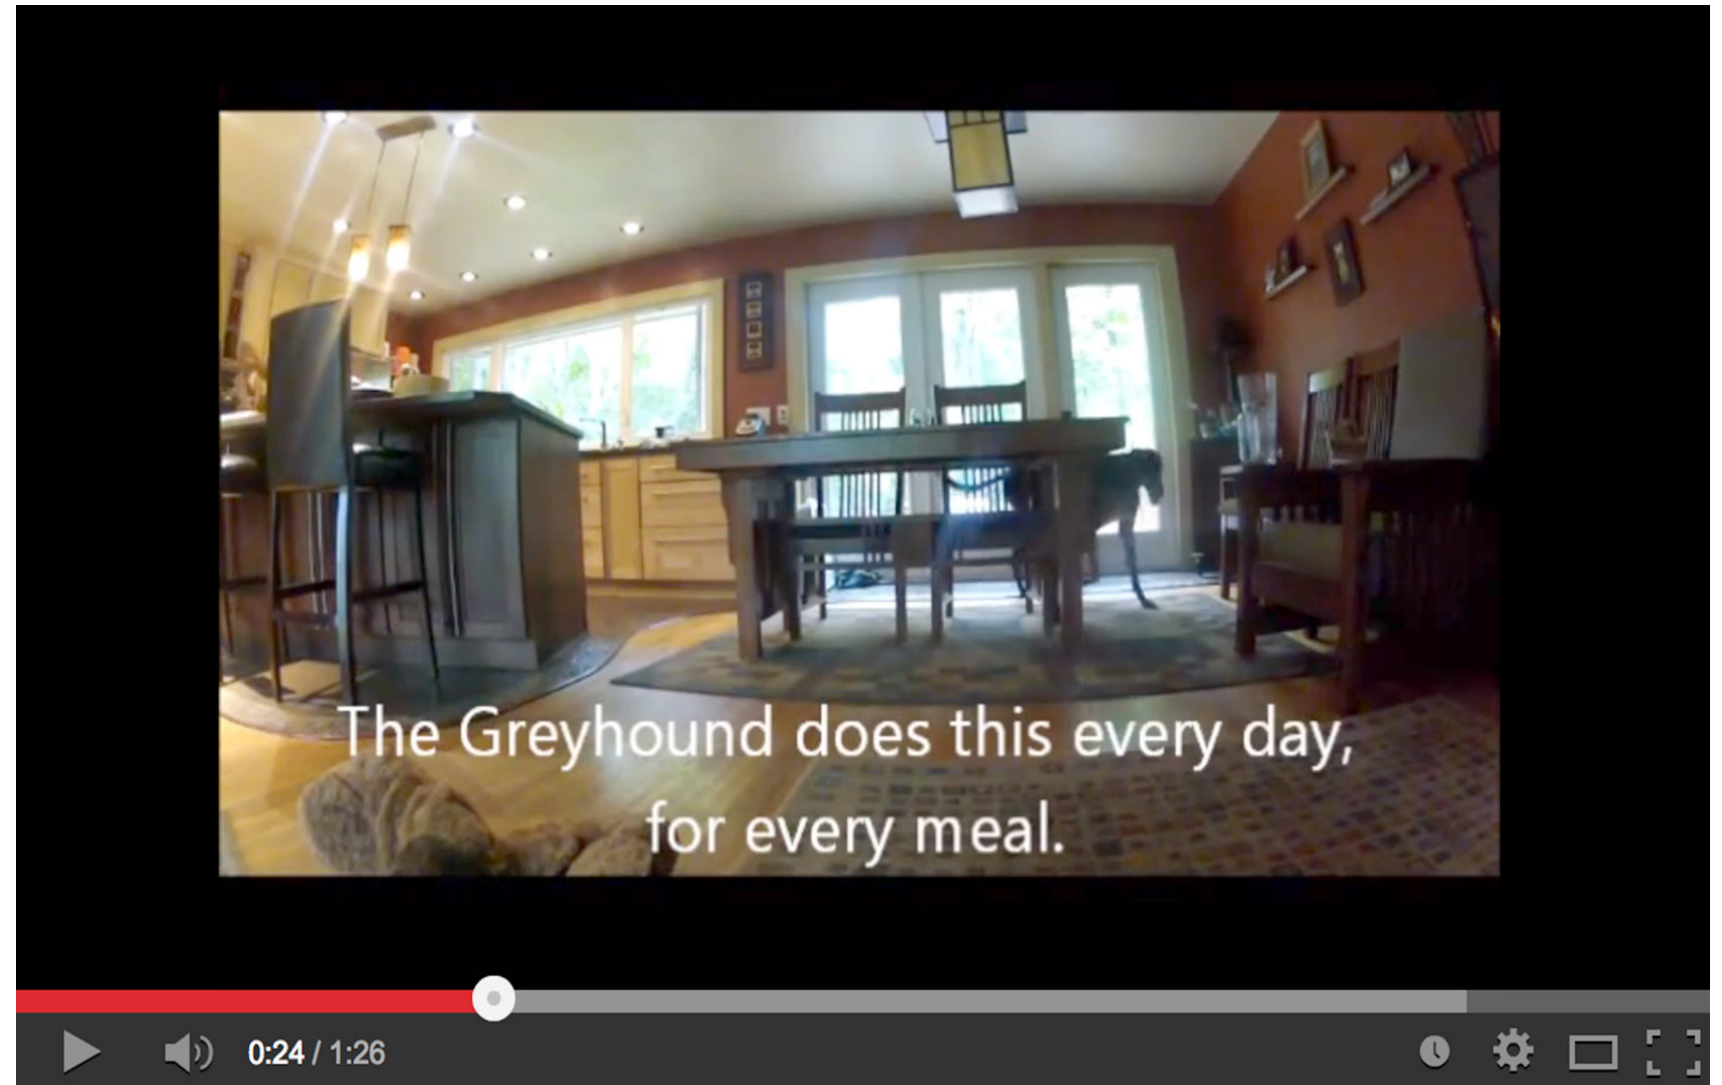 The Greyhound does this every day,
for every meal.
0:24 / 1:26